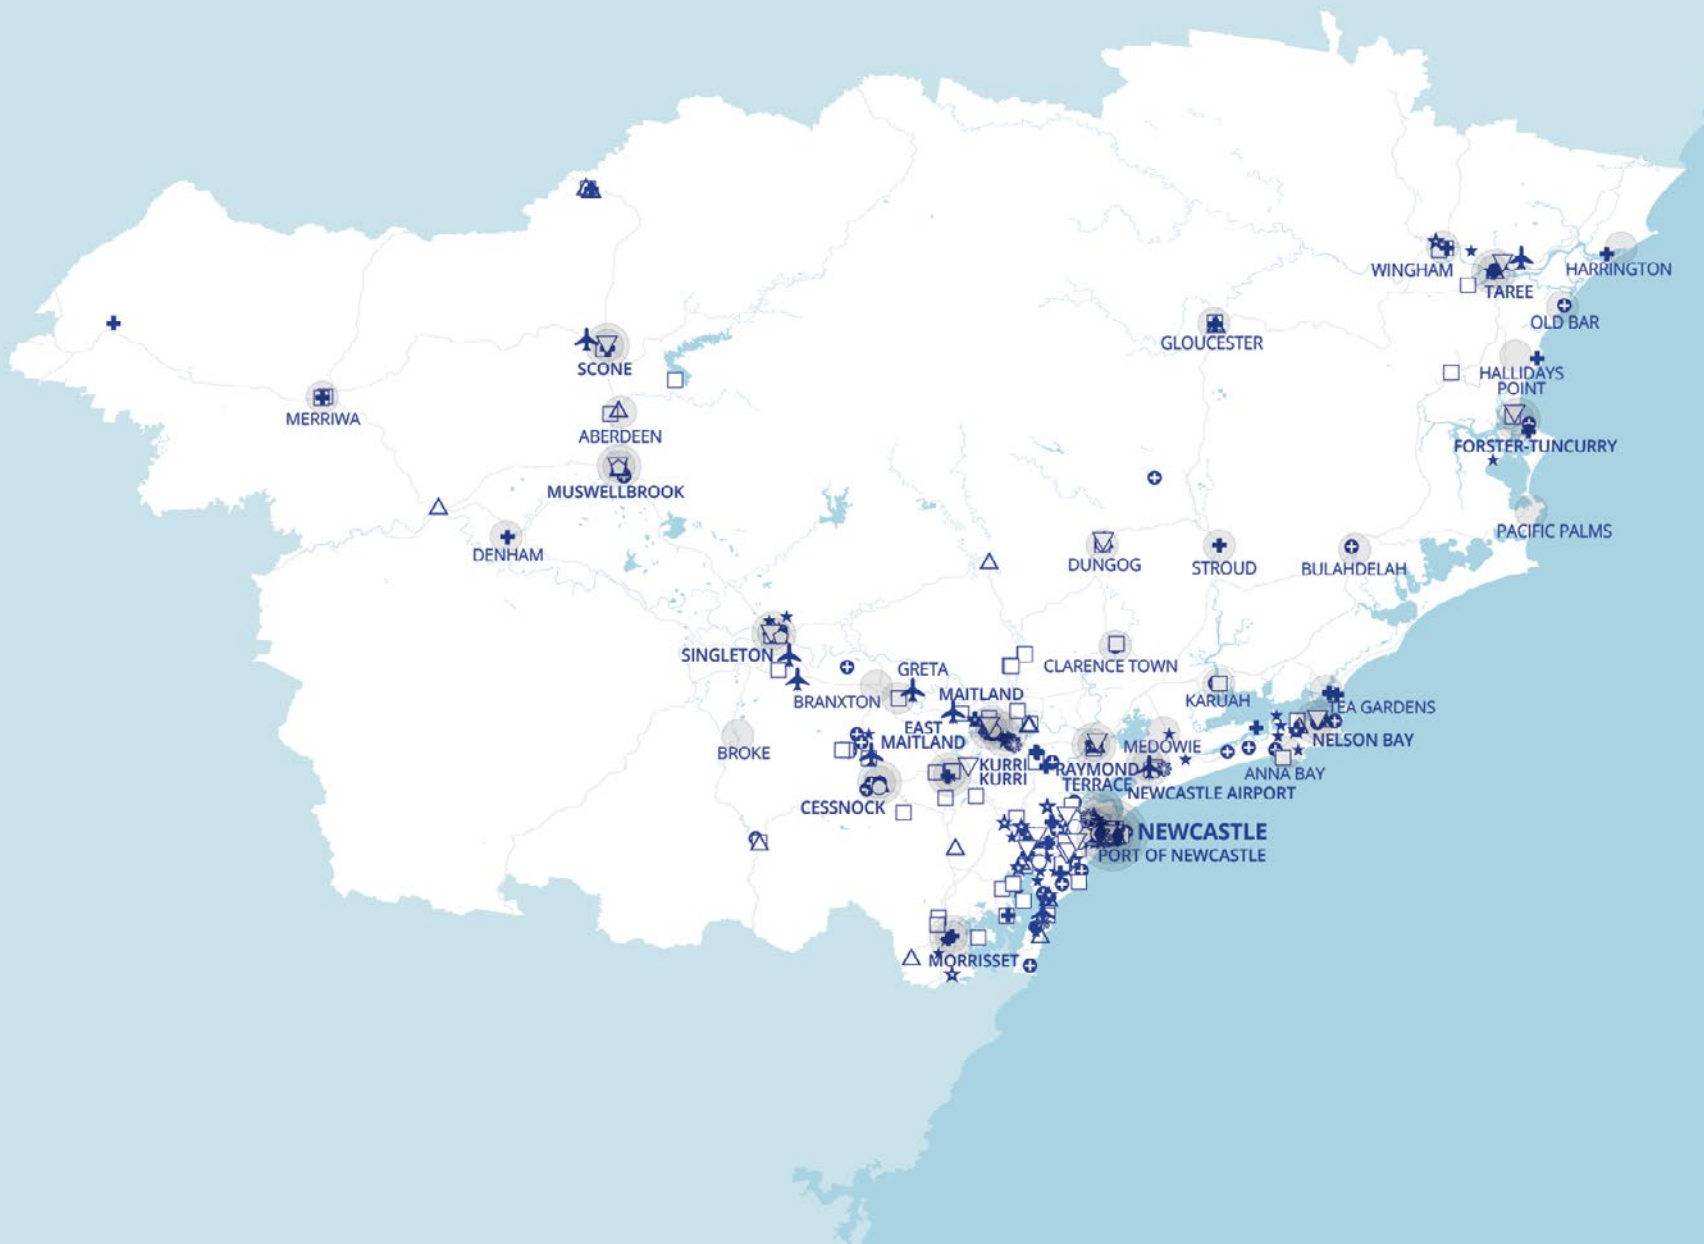 WINGHAM
HARRINGTON
TAREE
OLD BAR
GLOUCESTER
SCONE
HALLIDAYS
POINT
MERRIWA
ABERDEEN
FORSTER-TUNCURRY
MUSWELLBROOK
PACIFIC PALMS
DENHAM
DUNGOG
STROUD
BULAHDELAH
SINGLETON
GRETA
CLARENCE TOWN
BRANXTON
MAITLAND
KARUAH
TEA GARDENS
EAST
MAITLAND
NELSON BAY
BROKE
MEDOWIE
KURRI
KURRI
RAYMOND
TERRACE
ANNA BAY
NEWCASTLE AIRPORT
CESSNOCK
NEWCASTLE
PORT OF NEWCASTLE
MORRISSET